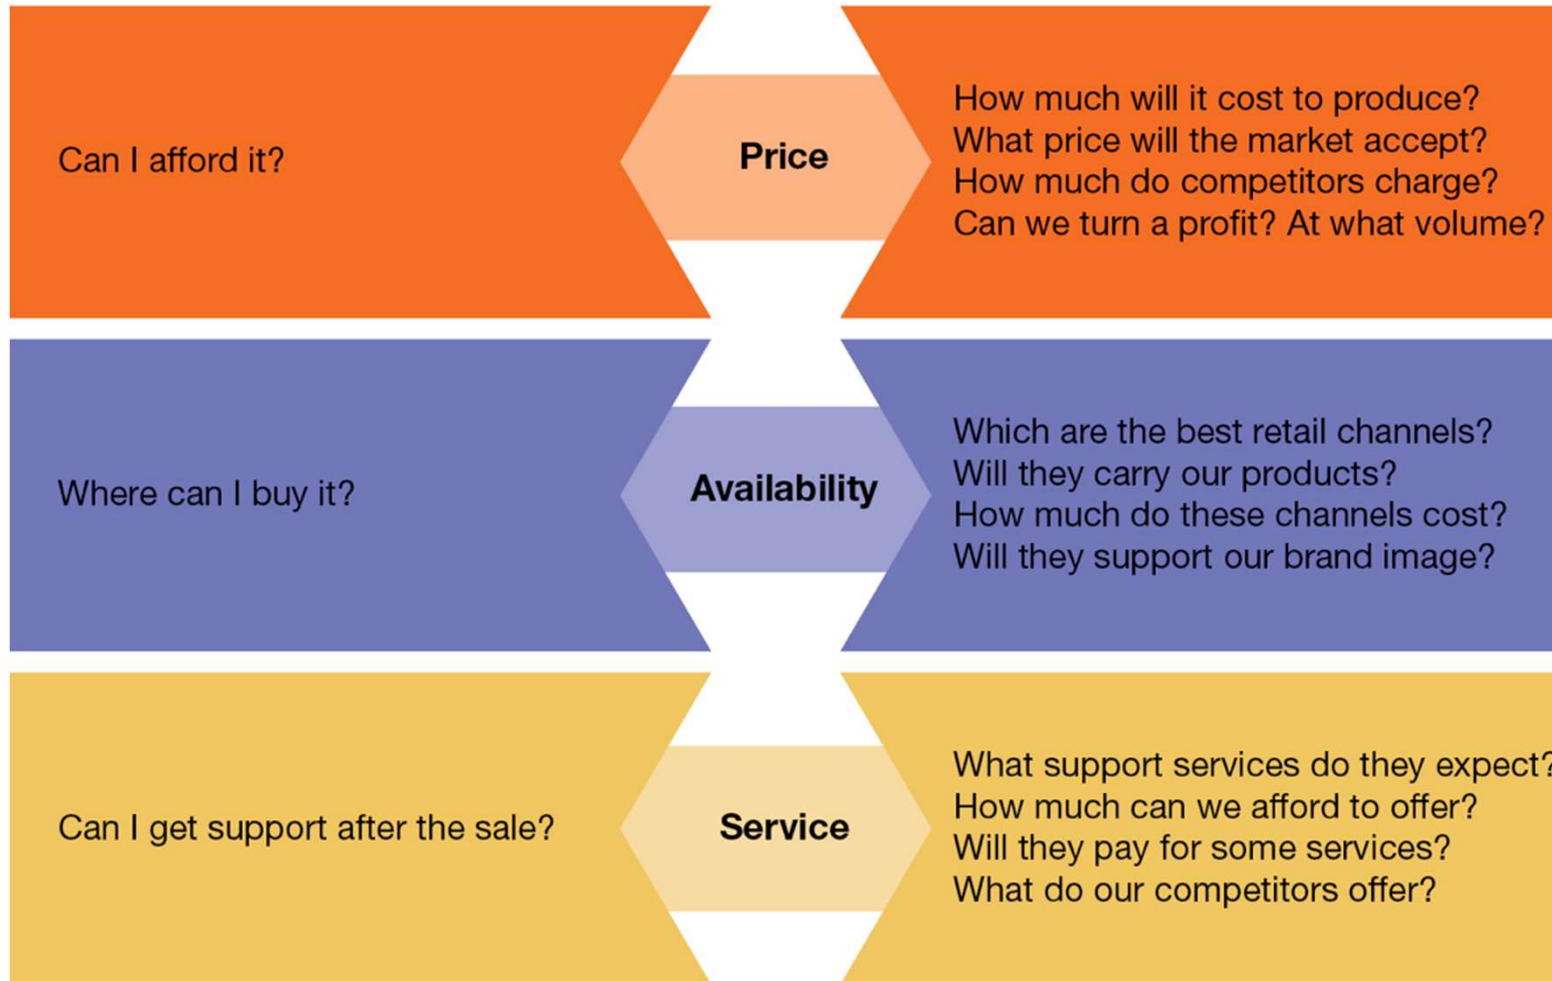 Can I afford it?
Price
How much will it cost to produce?
What price will the market accept?
How much do competitors charge?
Can we turn a profit? At what volume?
Where can I buy it?
Availability
Which are the best retail channels?
Will they carry our products?
How much do these channels cost?
Will they support our brand image?
Can I get support after the sale?
Service
What support services do they expect?
How much can we afford to offer?
Will they pay for some services?
What do our competitors offer?